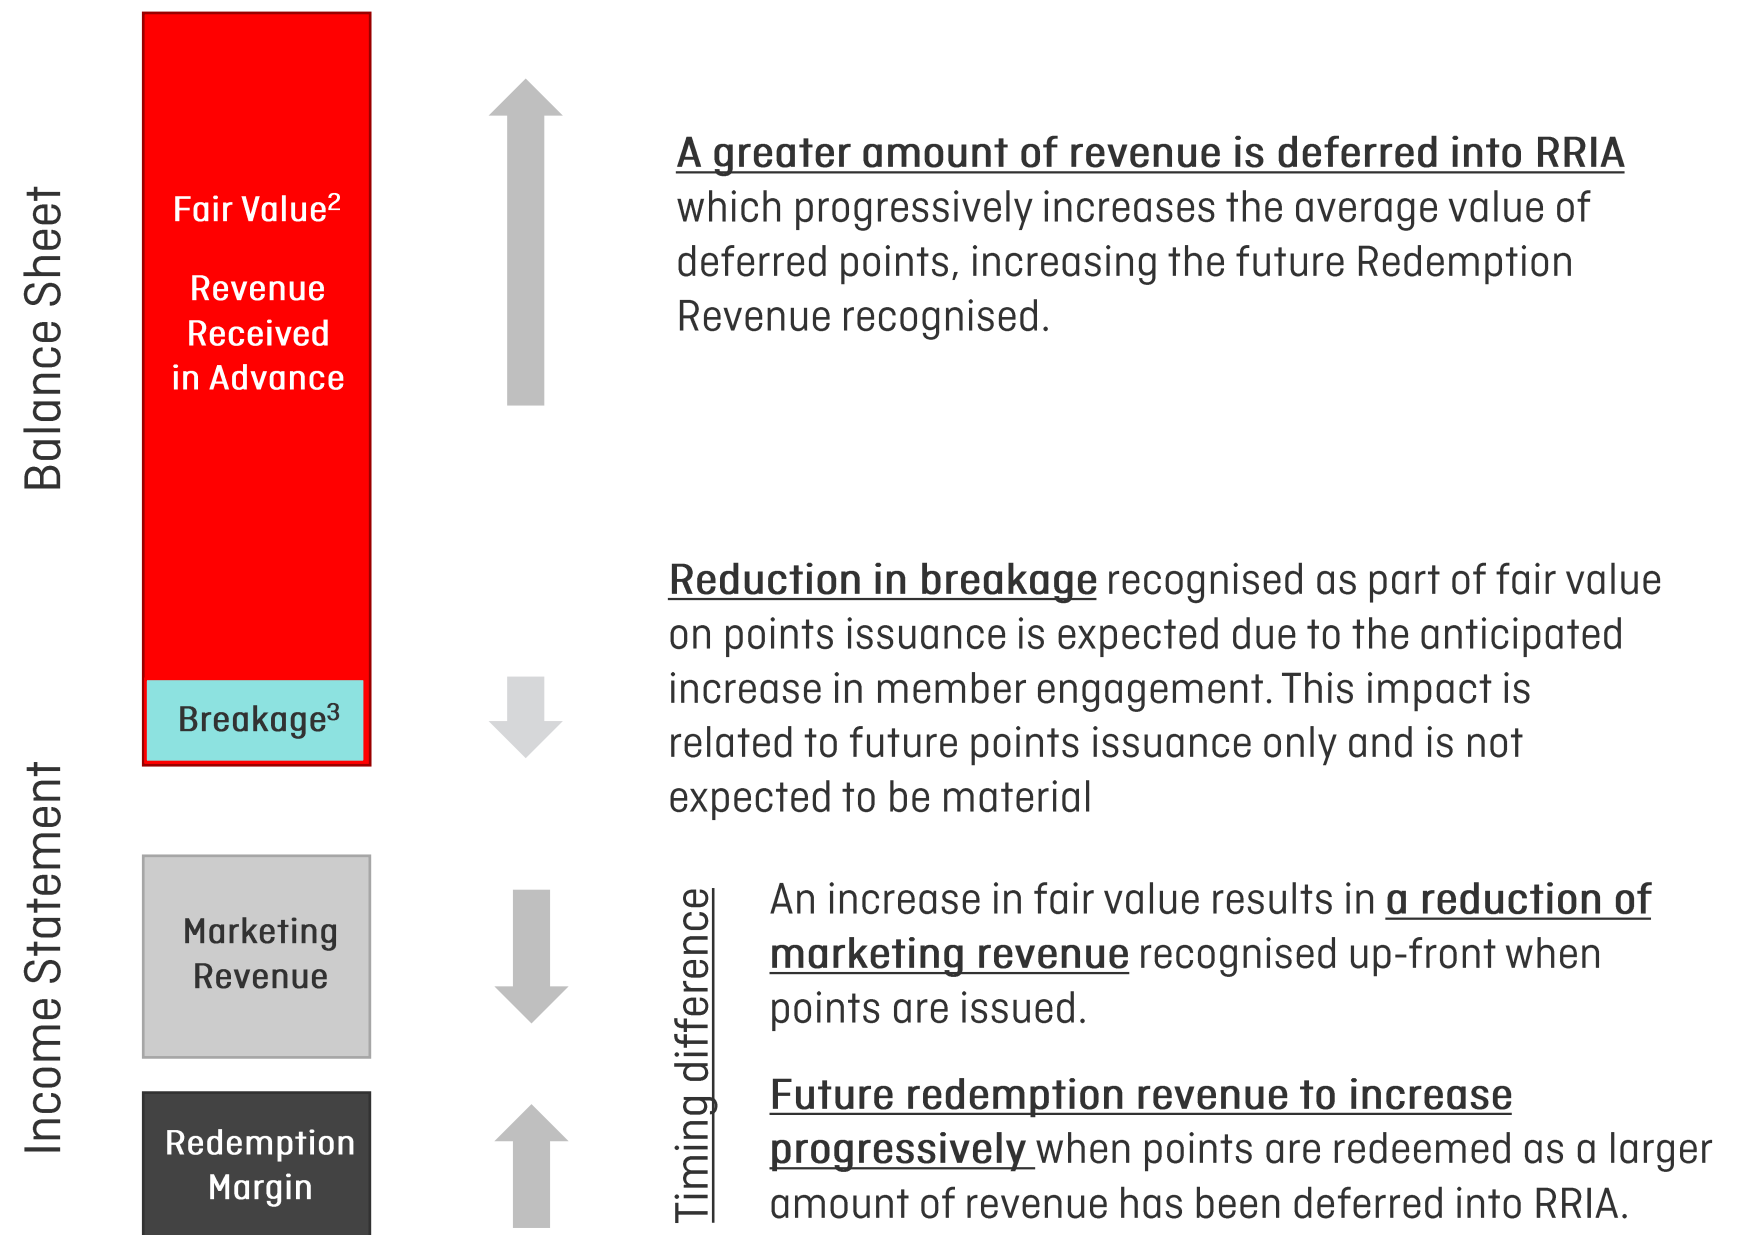 Balance Sheet
Fair Value²
Revenue
Received
in Advance
A greater amount of revenue is deferred into RRIA
which progressively increases the average value of
deferred points, increasing the future Redemption
Revenue recognised.
Breakage³
Reduction in breakage recognised as part of fair value
on points issuance is expected due to the anticipated
increase in member engagement. This impact is
related to future points issuance only and is not
expected to be material
Income Statement
Marketing
Revenue
Timing difference
An increase in fair value results in a reduction of
marketing revenue recognised up-front when
points are issued.
Redemption
Margin
Future redemption revenue to increase
progressively when points are redeemed as a larger
amount of revenue has been deferred into RRIA.